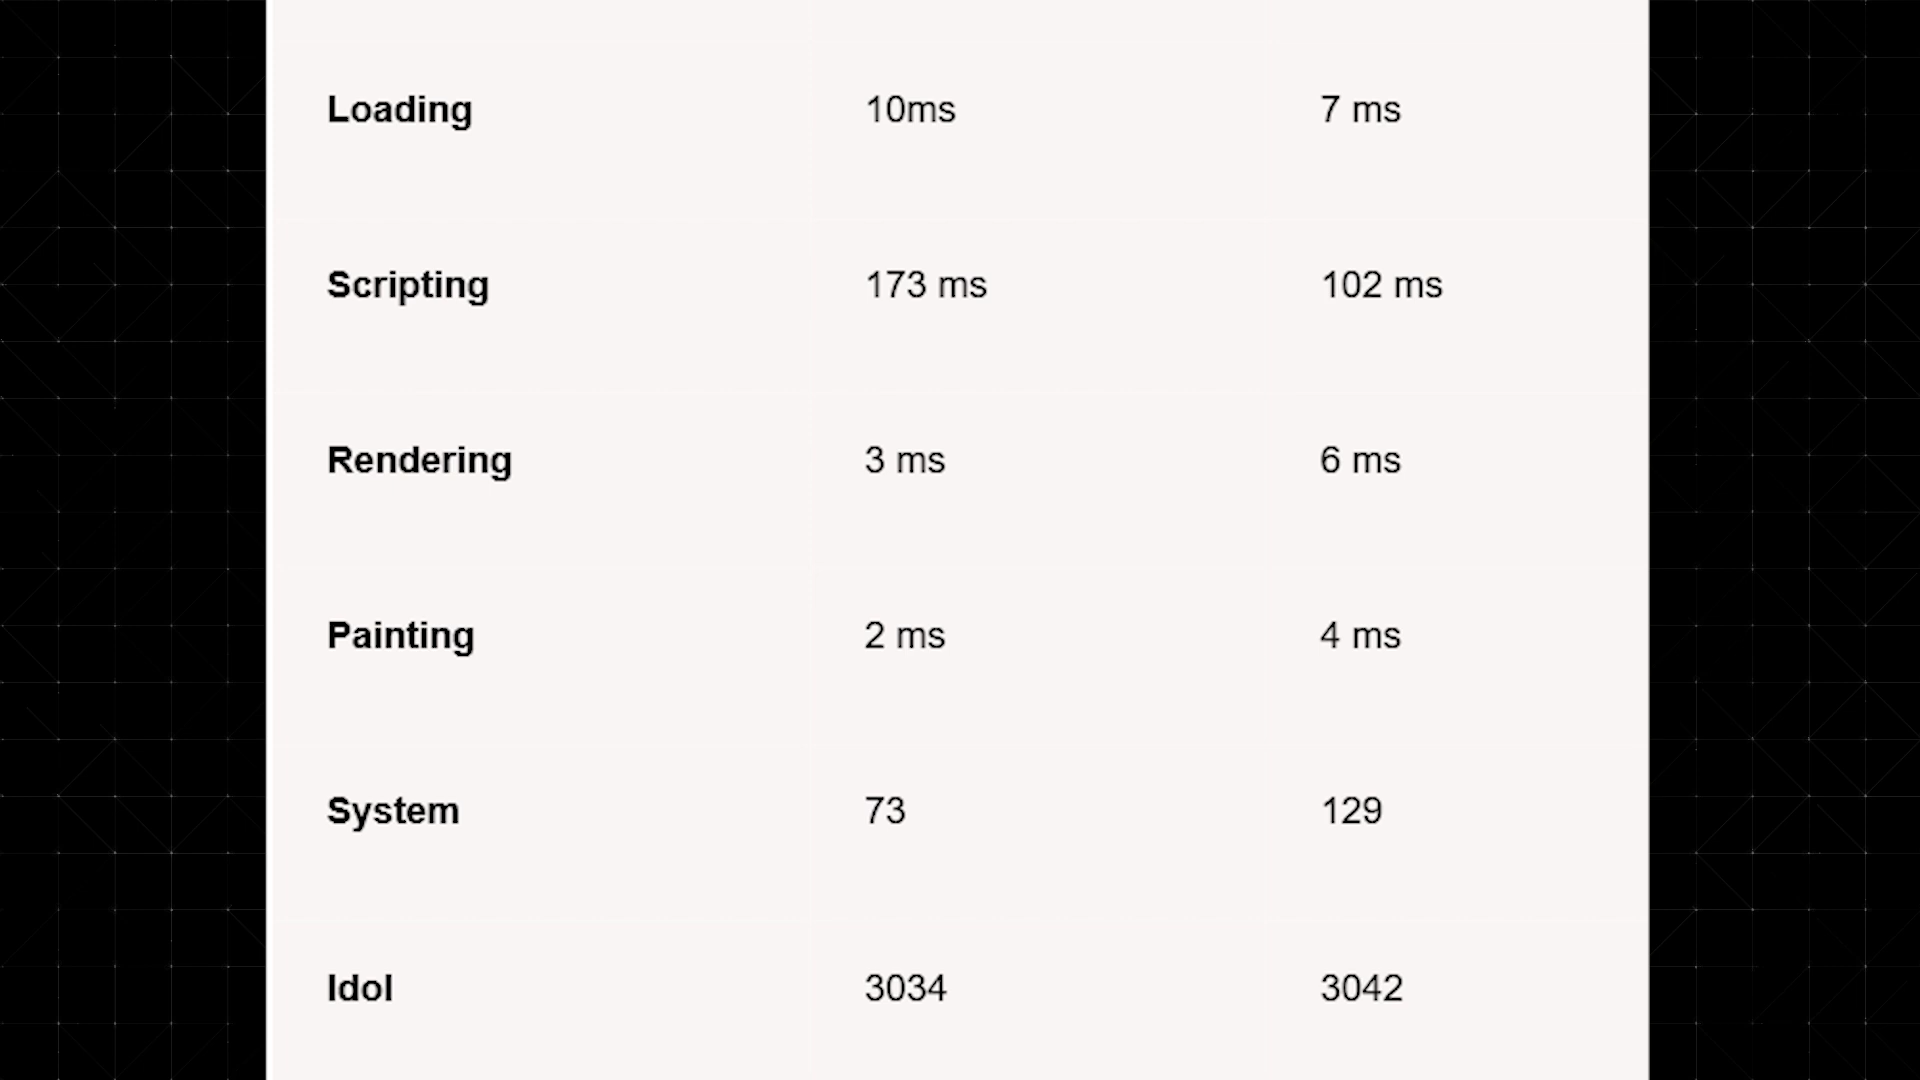 Loading 10ms 7 ms
Scripting 173 ms 102 ms
Rendering 3 ms 6 ms
Painting 2 ms 4 ms
System 73 129
Idol 3034 3042